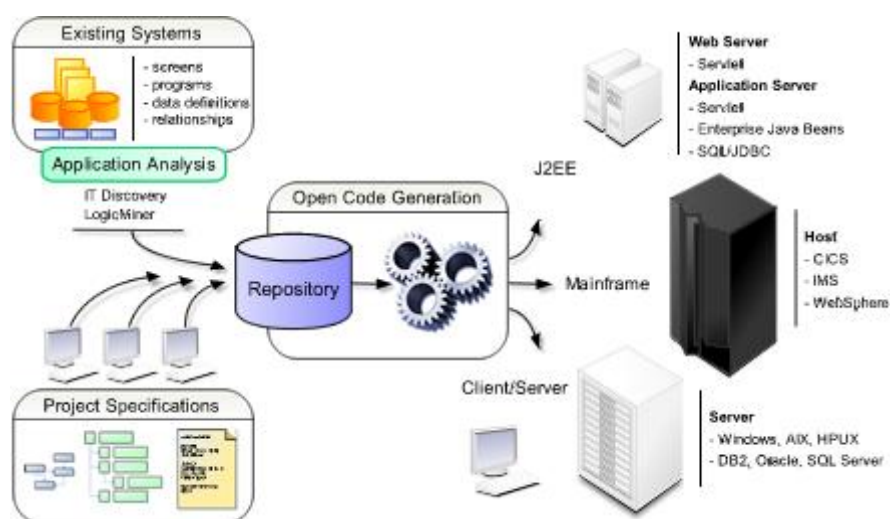 Existing Systems
- screens
- programs
- data definitions
- relationships
Application Analysis
IT Discovery
LogicMiner
Open Code Generation
Repository
Project Specifications
J2EE
Mainframe
Client/Server
Web Server
- Servlell
Application Server
- Servlell
- Enterprise Java Beans
- SQL/JDBC
Host
- CICS
- IMS
- WebSphere
Server
- Windows, AIX, HPUX
- DB2, Oracle, SQL Server